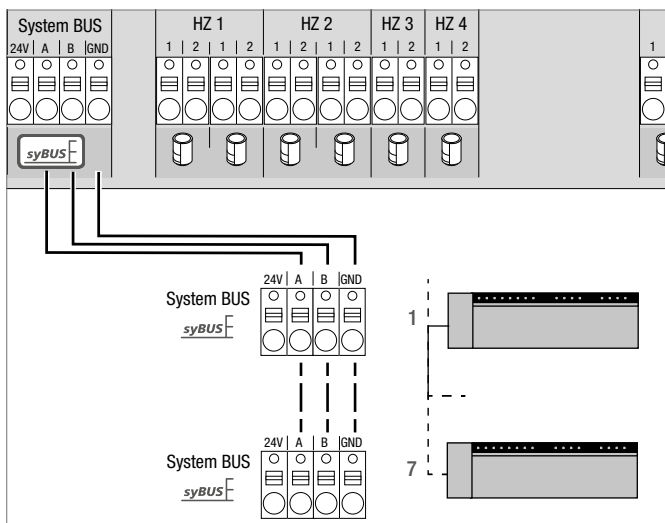 System BUS HZ 1 HZ 2 HZ 3 HZ 4
24V A B GND 1 2 1 2 1 2 1 2 1 2 1 2 1
syBUS
24V A B GND
System BUS
syBUS
1
24V A B GND
System BUS
syBUS
7